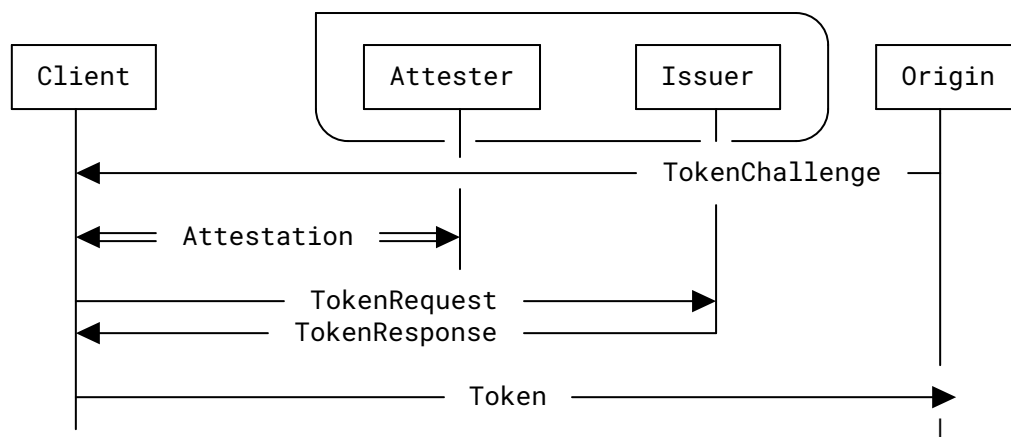 Client Attester Issuer Origin
TokenChallenge
Attestation
TokenRequest
TokenResponse
Token